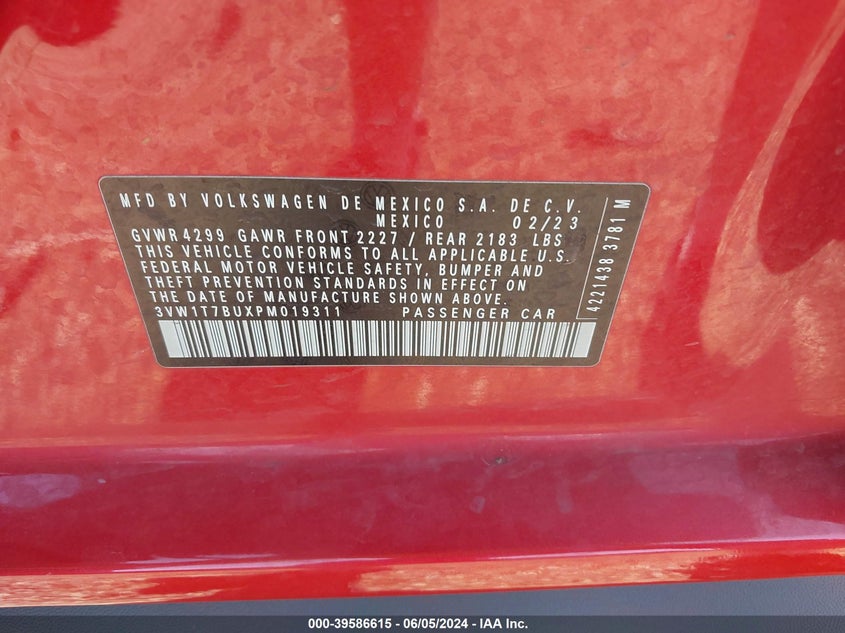 MFD BY VOLKSWAGEN DE MEXICO S.A. DE C.V.
MEXICO 02/23
GVWR 4299 GAWR FRONT 2227 / REAR 2183 LBS
THIS VEHICLE CONFORMS TO ALL APPLICABLE U.S.
FEDERAL MOTOR VEHICLE SAFETY, BUMPER AND
THEFT PREVENTION STANDARDS IN EFFECT ON
THE DATE OF MANUFACTURE SHOWN ABOVE.
3VW1T7BUXPM019311 PASSENGER CAR
4221438 3781 M
000-39586615 - 06/05/2024 - IAA Inc.